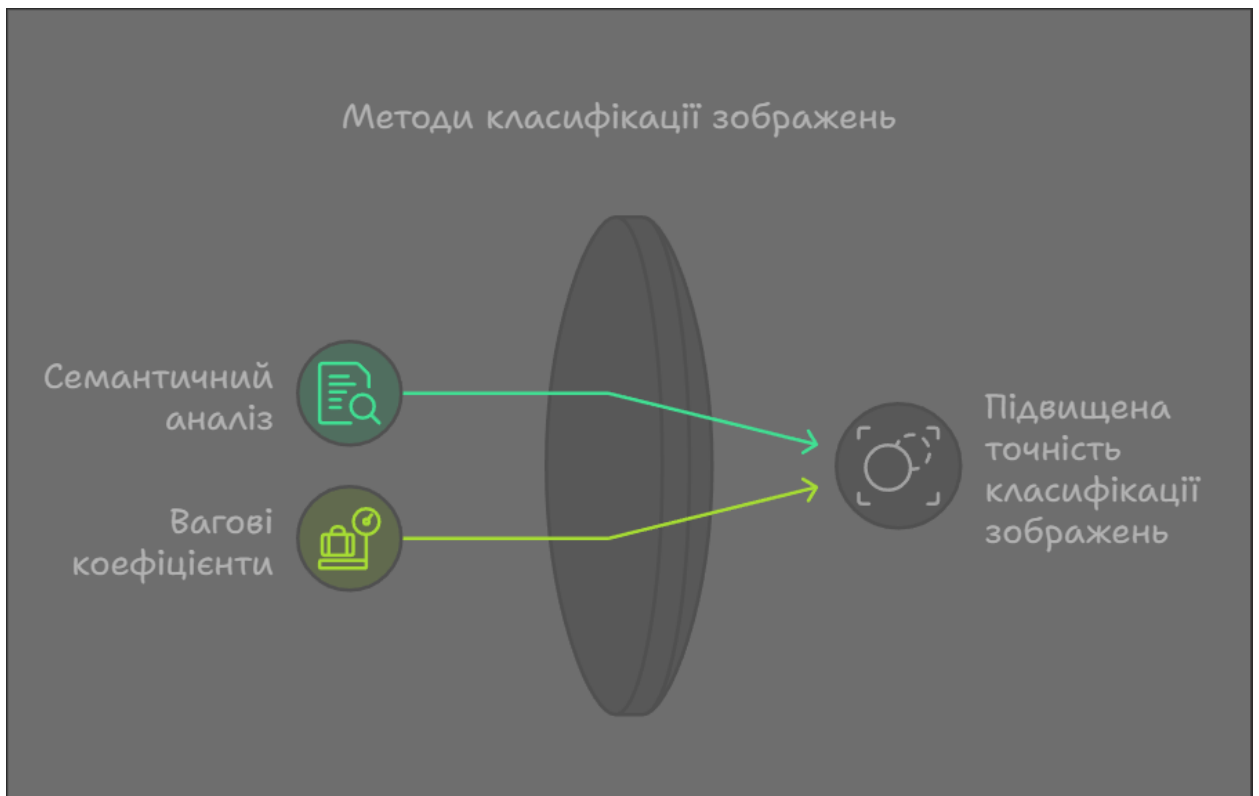 Методи класифікації зображень
Семантичний
аналіз
Вагові
коефіцієнти
Підвищена
точність
класифікації
зображень